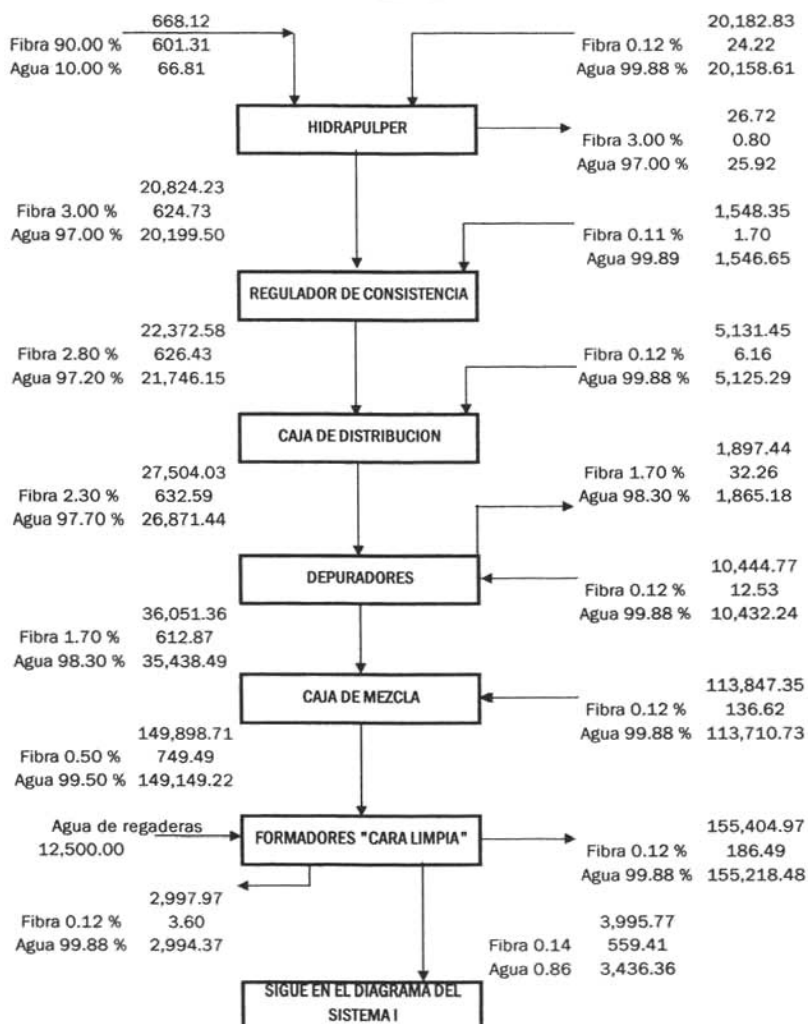 668.12
Fibra 90.00 % 601.31
Agua 10.00 % 66.81
20,182.83
Fibra 0.12 % 24.22
Agua 99.88 % 20,158.61
HIDRAPULPER
26.72
Fibra 3.00 % 0.80
Agua 97.00 % 25.92
20,824.23
Fibra 3.00 % 624.73
Agua 97.00 % 20,199.50
1,548.35
Fibra 0.11 % 1.70
Agua 99.89 1,546.65
REGULADOR DE CONSISTENCIA
22,372.58
Fibra 2.80 % 626.43
Agua 97.20 % 21,746.15
5,131.45
Fibra 0.12 % 6.16
Agua 99.88 % 5,125.29
CAJA DE DISTRIBUCION
27,504.03
Fibra 2.30 % 632.59
Agua 97.70 % 26,871.44
1,897.44
Fibra 1.70 % 32.26
Agua 98.30 % 1,865.18
DEPURADORES
10,444.77
Fibra 0.12 % 12.53
Agua 99.88 % 10,432.24
36,051.36
Fibra 1.70 % 612.87
Agua 98.30 % 35,438.49
CAJA DE MEZCLA
113,847.35
Fibra 0.12 % 136.62
Agua 99.88 % 113,710.73
149,898.71
Fibra 0.50 % 749.49
Agua 99.50 % 149,149.22
Agua de regaderas
12,500.00
FORMADORES "CARA LIMPIA"
155,404.97
Fibra 0.12 % 186.49
Agua 99.88 % 155,218.48
2,997.97
Fibra 0.12 % 3.60
Agua 99.88 % 2,994.37
3,995.77
Fibra 0.14 559.41
Agua 0.86 3,436.36
SIGUE EN EL DIAGRAMA DEL
SISTEMA I